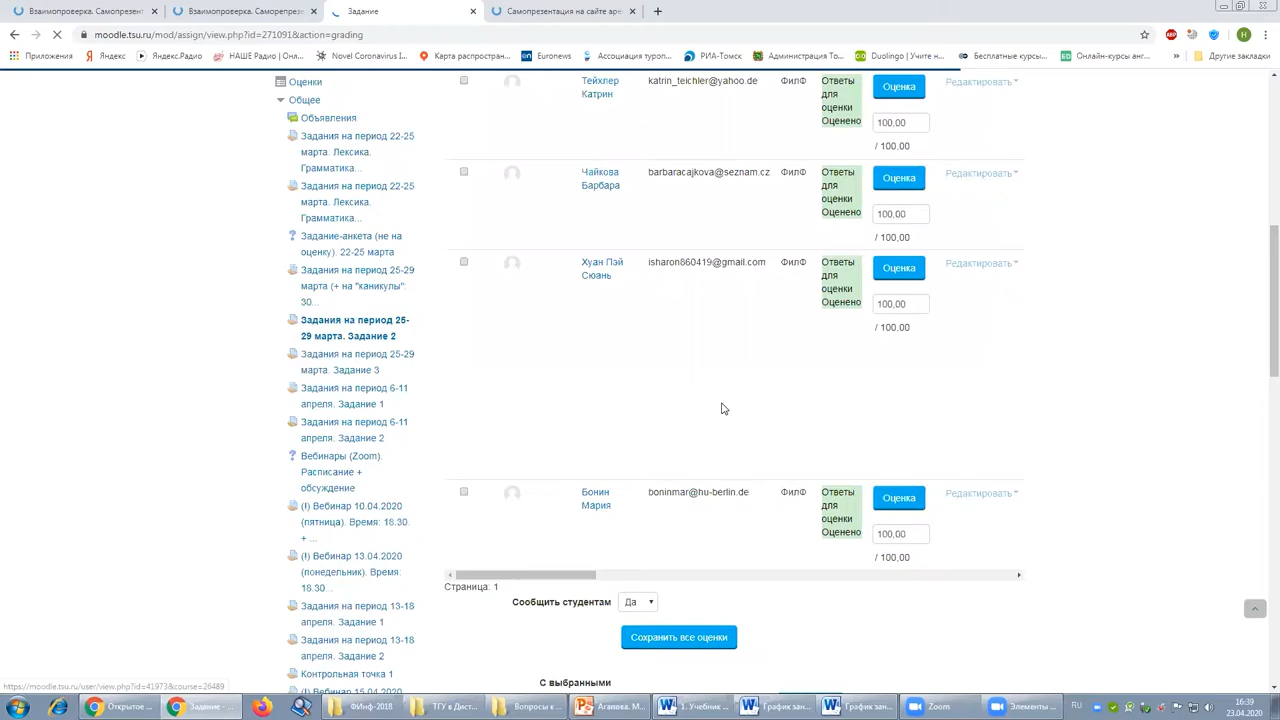 Взаимопроверка. Самопрезент
Взаимопроверка. Саморепрезе
Задание
Самопрезентация на сайте аре
moodle.tsu.ru/mod/assign/view.php?id=271091&action=grading
Приложения
Яндекс
Яндекс.Радио
НАШЕ Радио | Онл...
Novel Coronavirus I...
Карта распростран...
Euronews
Ассоциация туроп...
РИА-Томск
Администрация То...
Duolingo | Учите н...
Бесплатные курсы...
Онлайн-курсы анг...
»
Другие закладки
Оценки
Общее
Объявления
Задания на период 22-25
марта. Лексика.
Грамматика...
Задания на период 22-25
марта. Лексика.
Грамматика...
Задание-анкета (не на
оценку). 22-25 марта
Задания на период 25-29
марта (+ на "каникулы":
30...
Задания на период 25-
29 марта. Задание 2
Задания на период 25-29
марта. Задание 3
Задания на период 6-11
апреля. Задание 1
Задания на период 6-11
апреля. Задание 2
Вебинары (Zoom).
Расписание +
обсуждение
(!) Вебинар 10.04.2020
(пятница). Время: 18.30.
+ ...
(!) Вебинар 13.04.2020
(понедельник). Время:
18.30...
Задания на период 13-18
апреля. Задание 1
Задания на период 13-18
апреля. Задание 2
Контрольная точка 1
(!) Вебинар 15.04.2020
Тейхлер
Катрин
katrin_teichler@yahoo.de
ФилФ
Ответы
для
оценки
Оценено
Оценка
100,00
/ 100,00
Редактировать
Чайкова
Барбара
barbaracajkova@seznam.cz
ФилФ
Ответы
для
оценки
Оценено
Оценка
100,00
/ 100,00
Редактировать
Хуан Пэй
Сюань
isharon860419@gmail.com
ФилФ
Ответы
для
оценки
Оценено
Оценка
100,00
/ 100,00
Редактировать
Бонин
Мария
boninmar@hu-berlin.de
ФилФ
Ответы
для
оценки
Оценено
Оценка
100,00
/ 100,00
Редактировать
Страница: 1
Сообщить студентам Да
Сохранить все оценки
С выбранными
https://moodle.tsu.ru/user/view.php?id=41973&course=26489
Открытое ...
Задание - ...
ФИнф-2018
ТГУ в Дист...
Вопросы к ...
Агапова. М...
1. Учебник ...
График зан...
График зан...
Zoom
Элементы ...
RU
16:39
23.04.2020